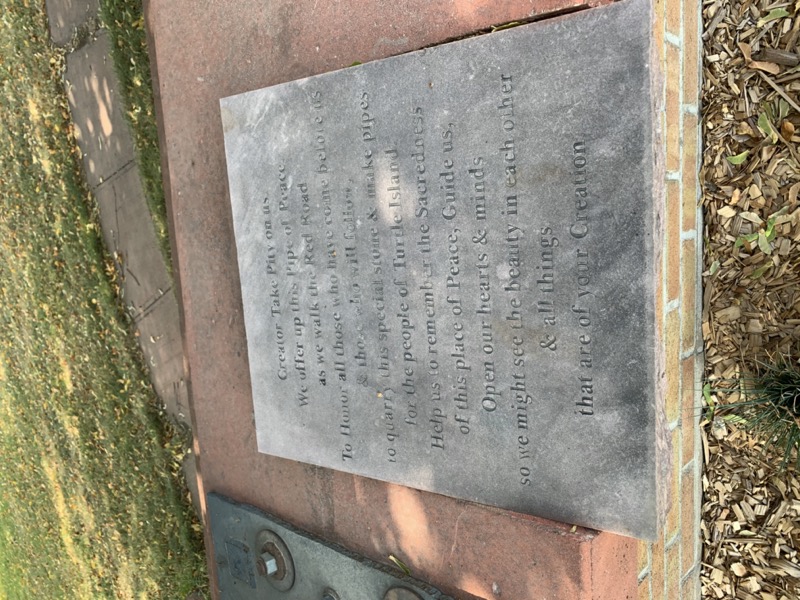 Creator Take Pity on us.
We offer up this Pipe of Peace
as we walk the Red Road
To Honor all those who have come before us
& those who will follow,
to quarry this special stone & make pipes
for the people of Turtle Island.
Help us to remember the Sacredness
of this place of Peace, Guide us,
Open our hearts & minds
so we might see the beauty in each other
& all things
that are of your Creation.